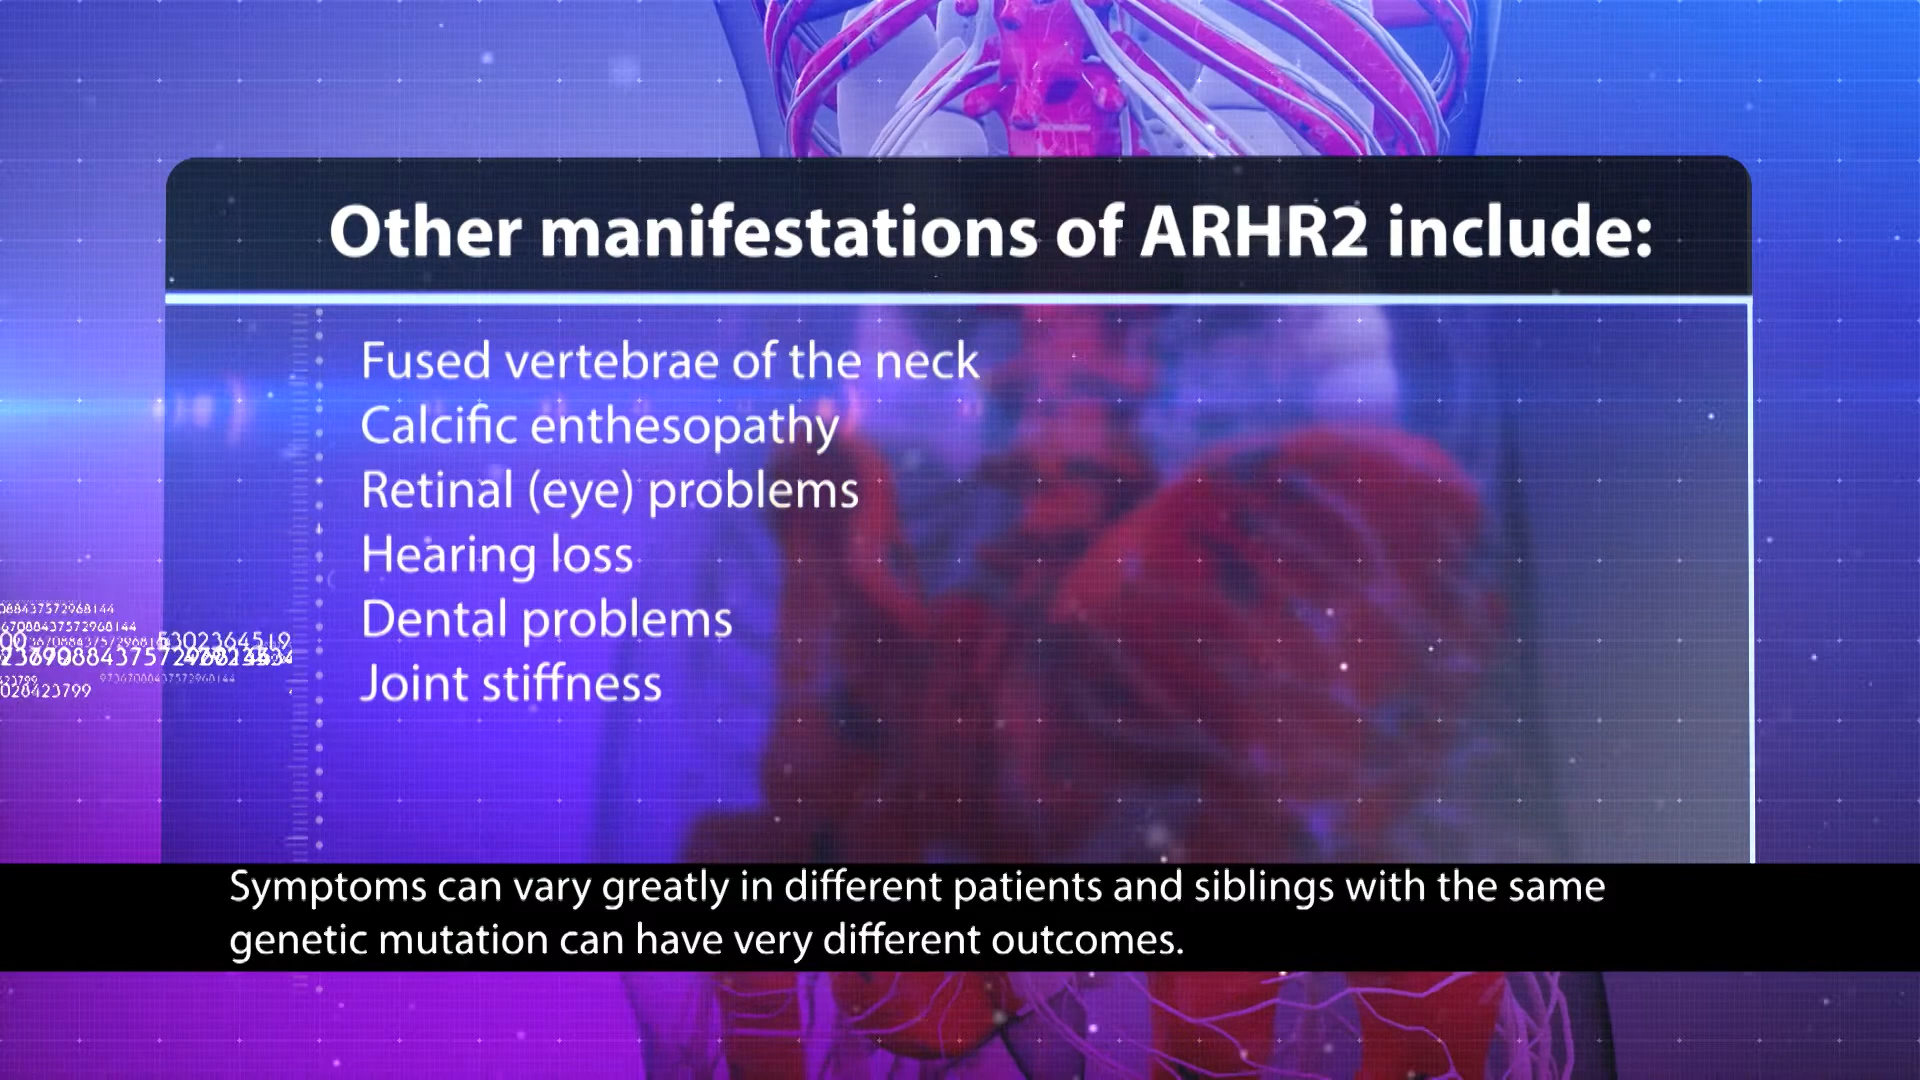 Other manifestations of ARHR2 include:
Fused vertebrae of the neck
Calcific enthesopathy
Retinal (eye) problems
Hearing loss
Dental problems
Joint stiffness
Symptoms can vary greatly in different patients and siblings with the same
genetic mutation can have very different outcomes.